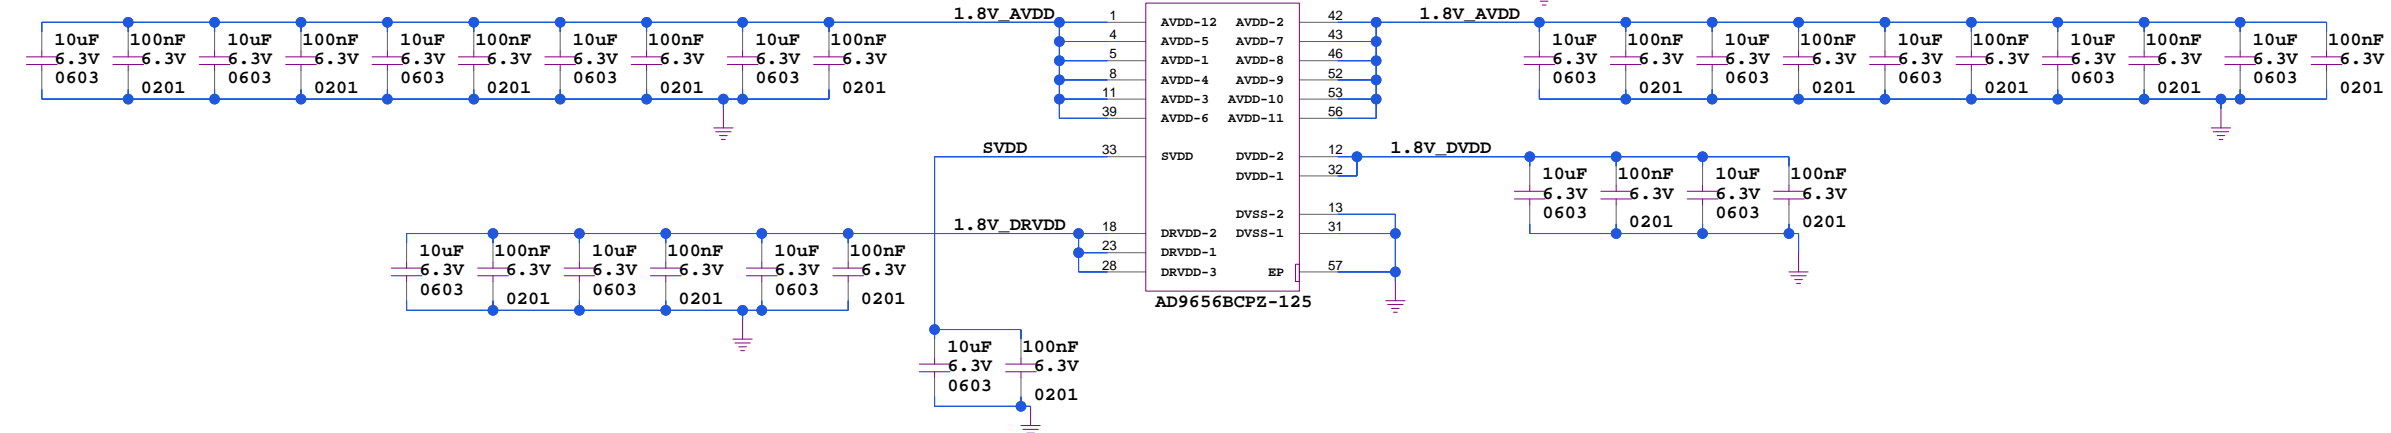 1.8V_AVDD
10uF 100nF 10uF 100nF 10uF 100nF 10uF 100nF 10uF 100nF
6.3V 6.3V 6.3V 6.3V 6.3V 6.3V 6.3V 6.3V 6.3V 6.3V
0603 0603 0603 0603 0603
0201 0201 0201 0201 0201
1 AVDD-12 AVDD-2 42
4 AVDD-5 AVDD-7 43
5 AVDD-1 AVDD-8 46
8 AVDD-4 AVDD-9 52
11 AVDD-3 AVDD-10 53
39 AVDD-6 AVDD-11 56
1.8V_AVDD
10uF 100nF 10uF 100nF 10uF 100nF 10uF 100nF 10uF 100nF
6.3V 6.3V 6.3V 6.3V 6.3V 6.3V 6.3V 6.3V 6.3V 6.3V
0603 0603 0603 0603 0603
0201 0201 0201 0201 0201
SVDD 33 SVDD DVDD-2 12 1.8V_DVDD
DVDD-1 32
10uF 100nF 10uF 100nF
6.3V 6.3V 6.3V 6.3V
0603 0603
0201 0201
DVSS-2 13
1.8V_DRVDD 18 DRVDD-2 DVSS-1 31
23 DRVDD-1
28 DRVDD-3 EP 57
10uF 100nF 10uF 100nF 10uF 100nF
6.3V 6.3V 6.3V 6.3V 6.3V 6.3V
0603 0603 0603
0201 0201 0201
AD9656BCPZ-125
10uF 100nF
6.3V 6.3V
0603
0201